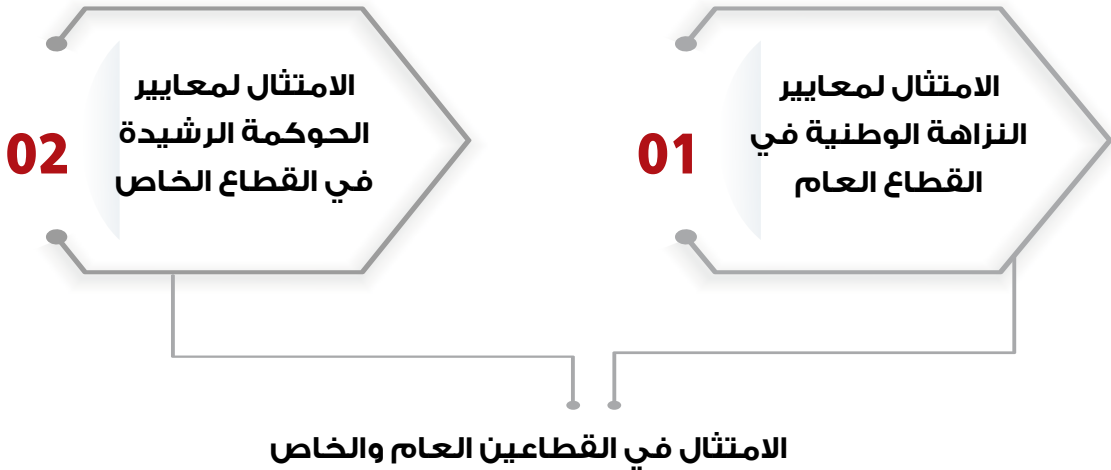 01
الامتثال لمعايير
النزاهة الوطنية في
القطاع العام
02
الامتثال لمعايير
الحوكمة الرشيدة
في القطاع الخاص
الامتثال في القطاعين العام والخاص